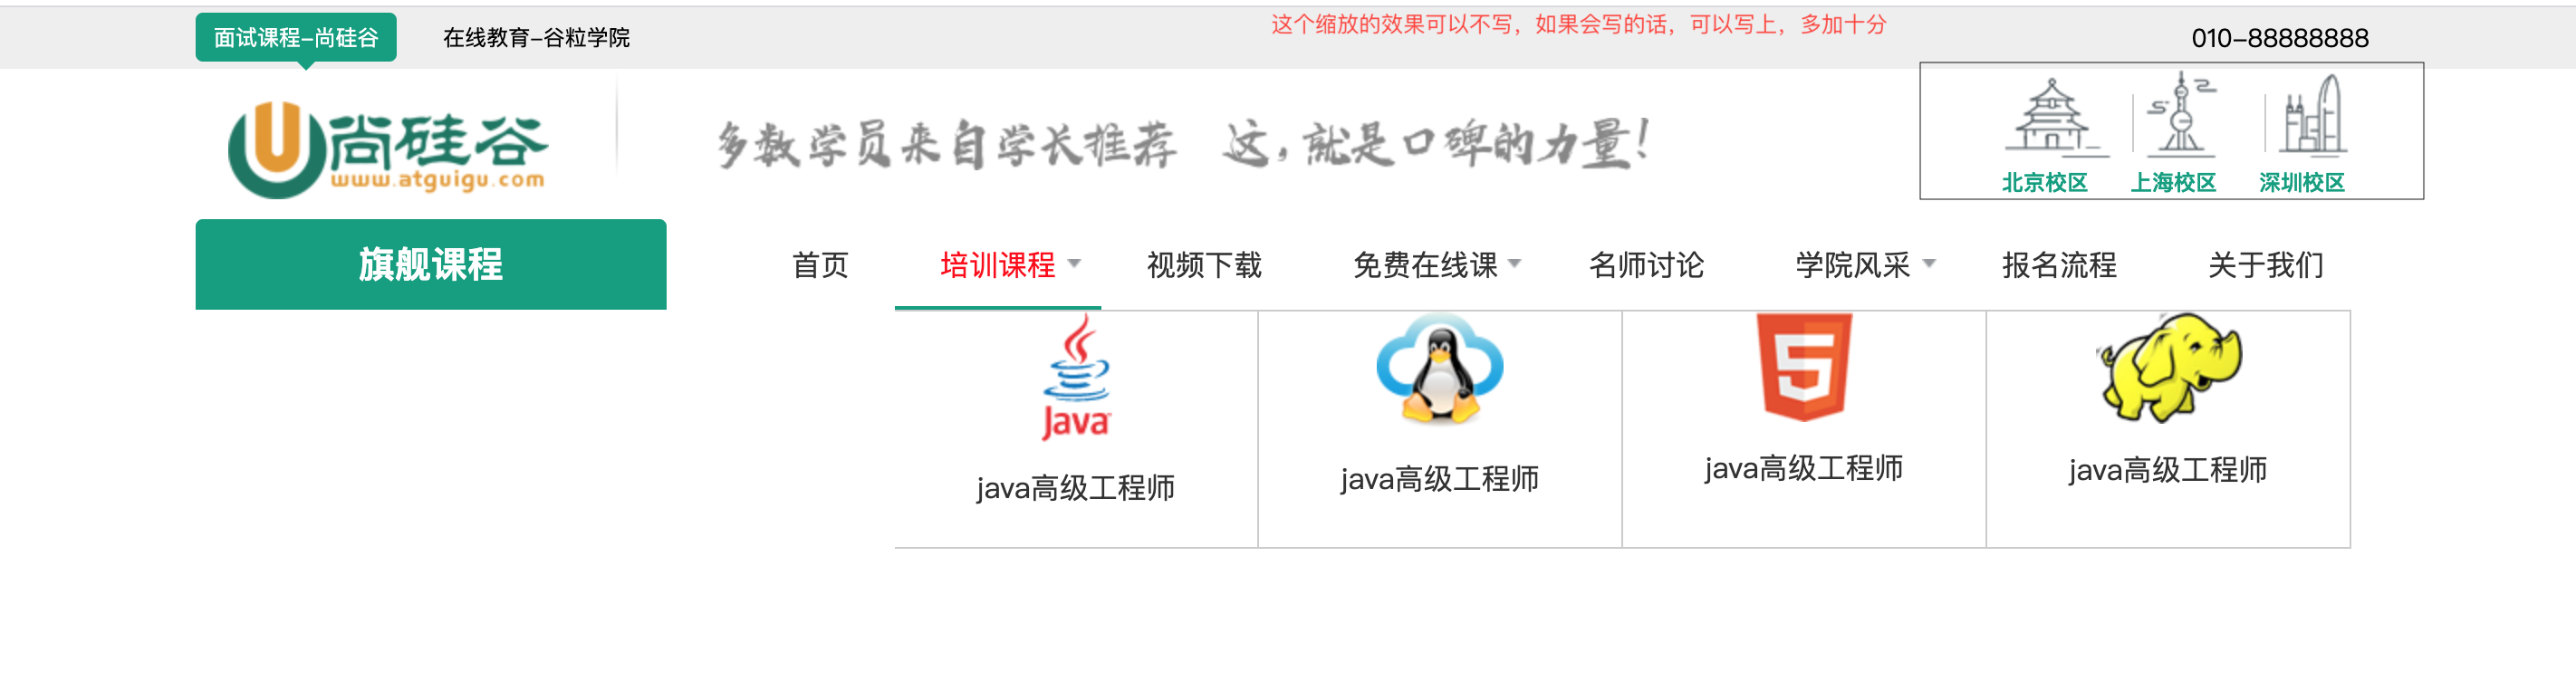 面试课程-尚硅谷
在线教育-谷粒学院
这个缩放的效果可以不写，如果会写的话，可以写上，多加十分
010-88888888
尚硅谷
www.atguigu.com
多数学员来自学长推荐 这，就是口碑的力量！
北京校区 上海校区 深圳校区
旗舰课程
首页 培训课程 视频下载 免费在线课 名师讨论 学院风采 报名流程 关于我们
Java
java高级工程师
java高级工程师
5
java高级工程师
java高级工程师